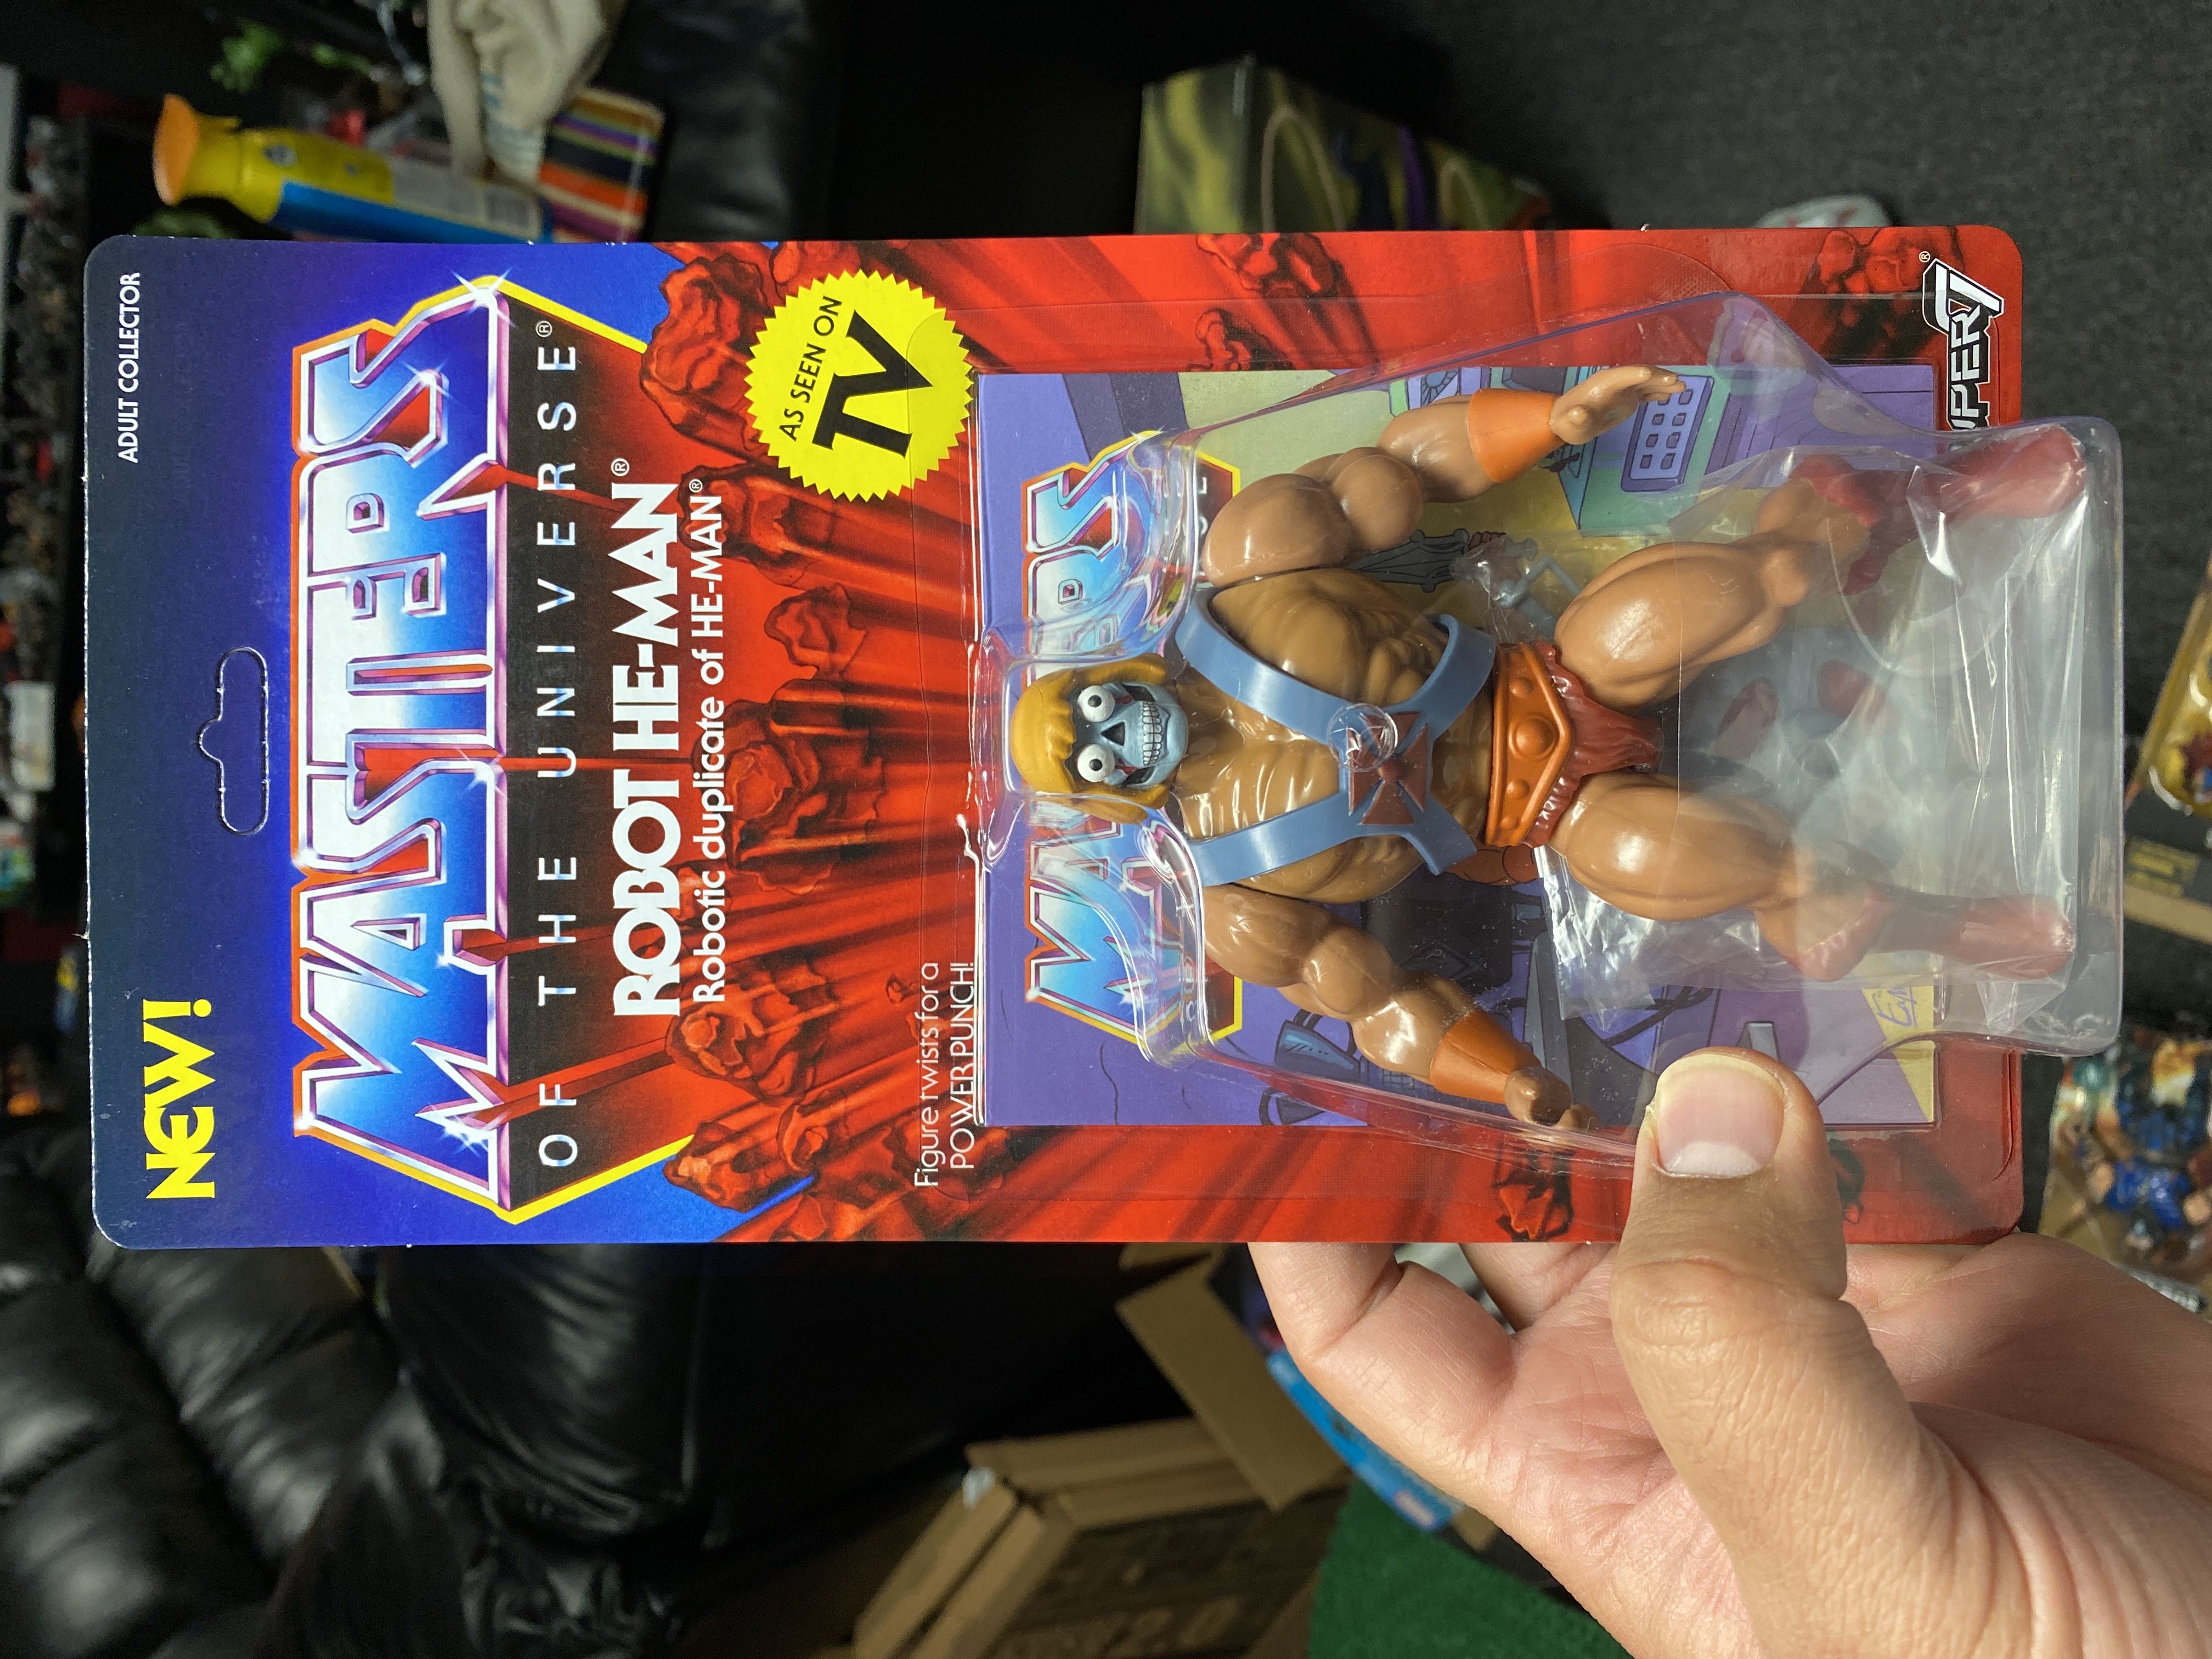 ADULT COLLECTOR
NEW!
MASTERS
OF THE UNIVERSE®
ROBOT HE-MAN®
Robotic duplicate of HE-MAN®
AS SEEN ON
TV
Figure twists for a
POWER PUNCH!